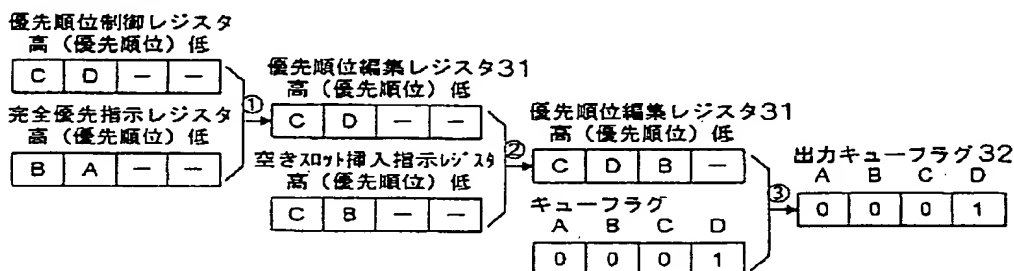 優先順位制御レジスタ
高（優先順位）低
C D － －
完全優先指示レジスタ
高（優先順位）低
B A － －
①
優先順位編集レジスタ31
高（優先順位）低
C D － －
空きスロット挿入指示レジスタ
高（優先順位）低
C B － －
②
優先順位編集レジスタ31
高（優先順位）低
C D B －
キューフラグ
A B C D
0 0 0 1
③
出力キューフラグ32
A B C D
0 0 0 1